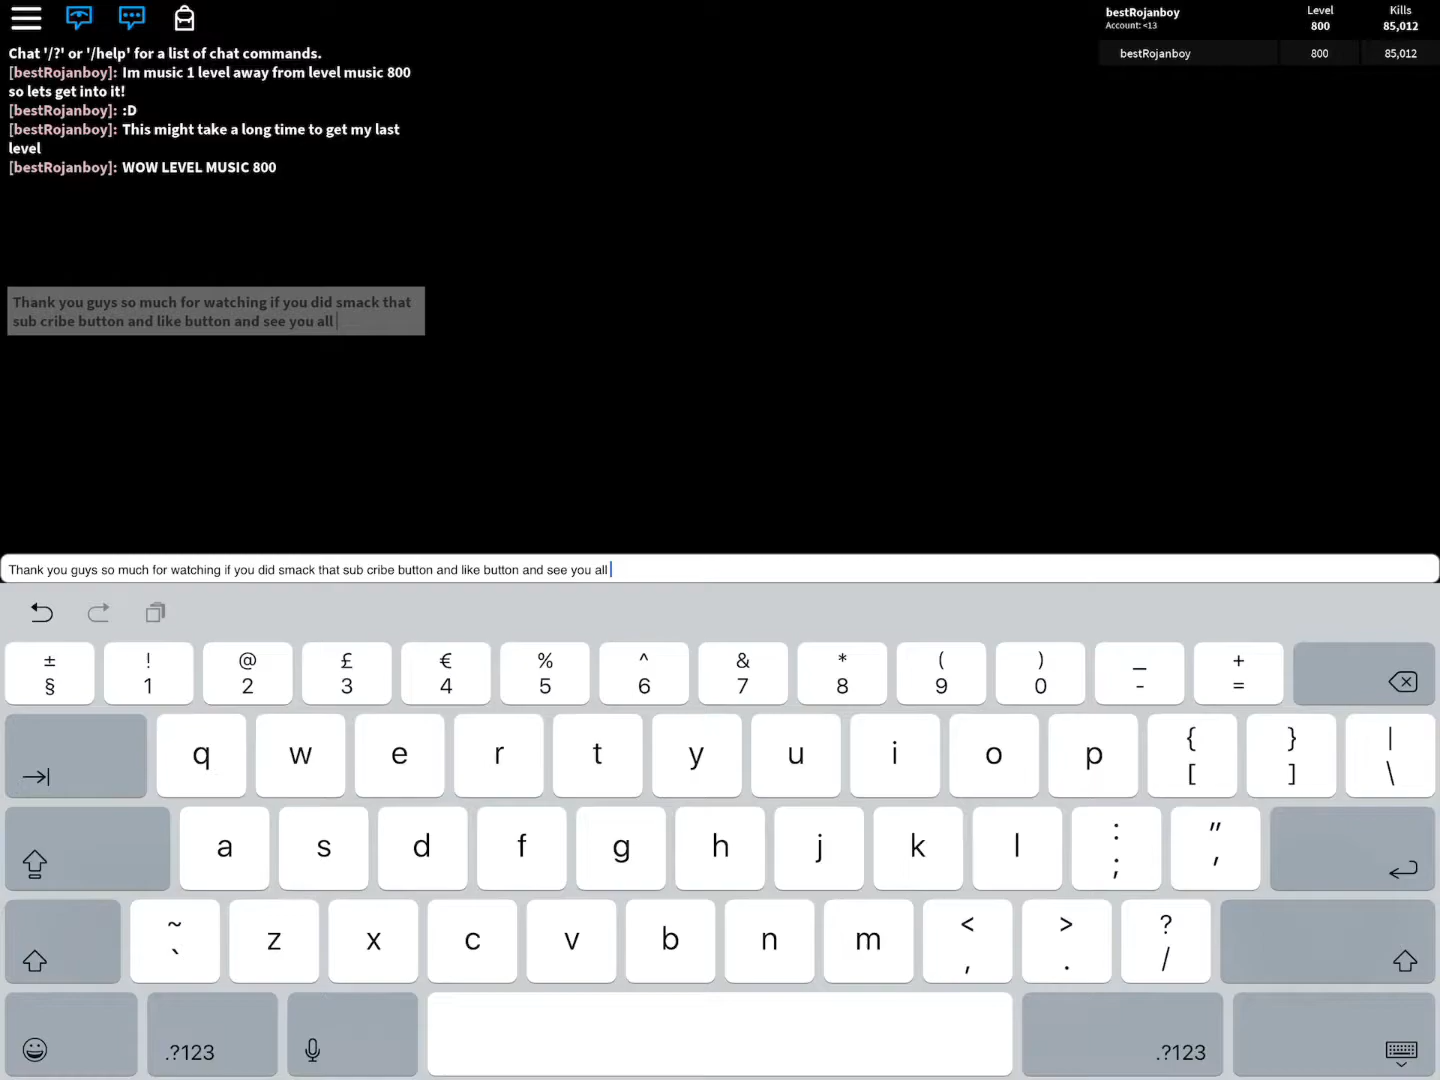 bestRojanboy Level Kills
Account: <13 800 85,012
bestRojanboy 800 85,012
Chat '/?' or '/help' for a list of chat commands.
[bestRojanboy]: Im music 1 level away from level music 800
so lets get into it!
[bestRojanboy]: :D
[bestRojanboy]: This might take a long time to get my last
level
[bestRojanboy]: WOW LEVEL MUSIC 800
Thank you guys so much for watching if you did smack that
sub cribe button and like button and see you all
Thank you guys so much for watching if you did smack that sub cribe button and like button and see you all
± ! @ £ € % ^ & * ( ) _ +
§ 1 2 3 4 5 6 7 8 9 0 - =
q w e r t y u i o p { } |
[ ] \
a s d f g h j k l : "
; '
~ z x c v b n m < > ?
` , . /
.?123 .?123